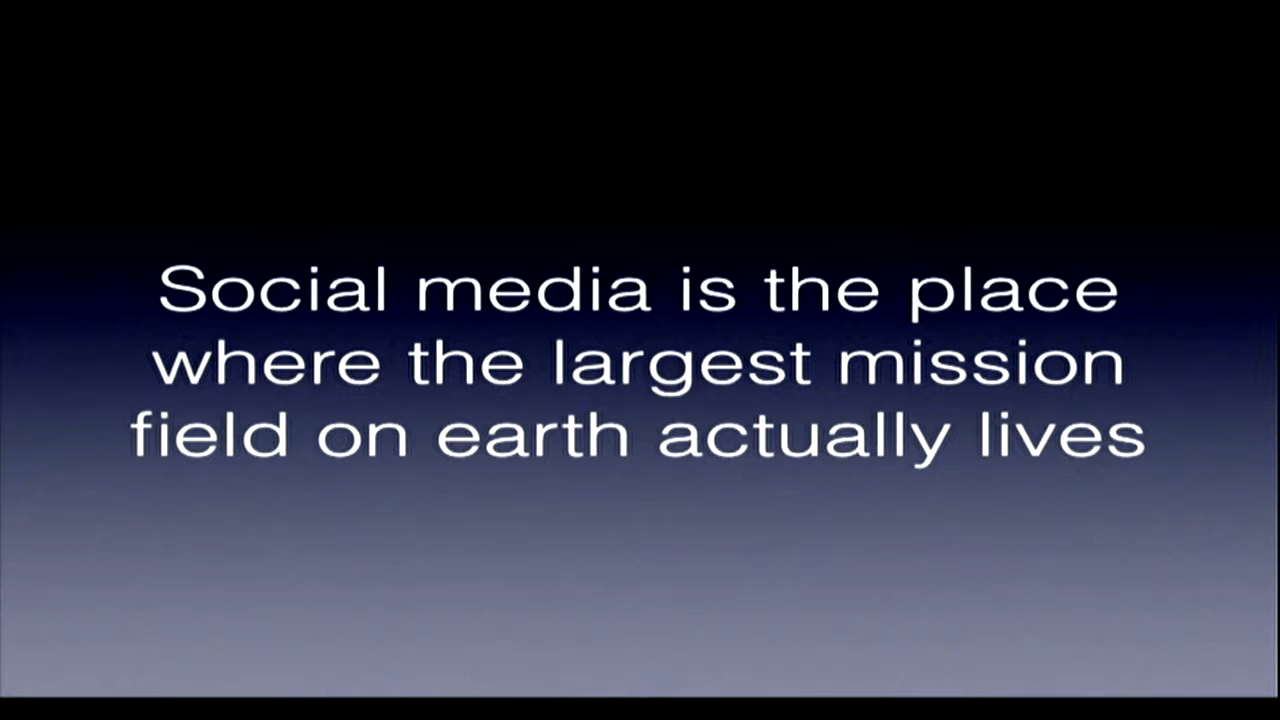 Social media is the place
where the largest mission
field on earth actually lives